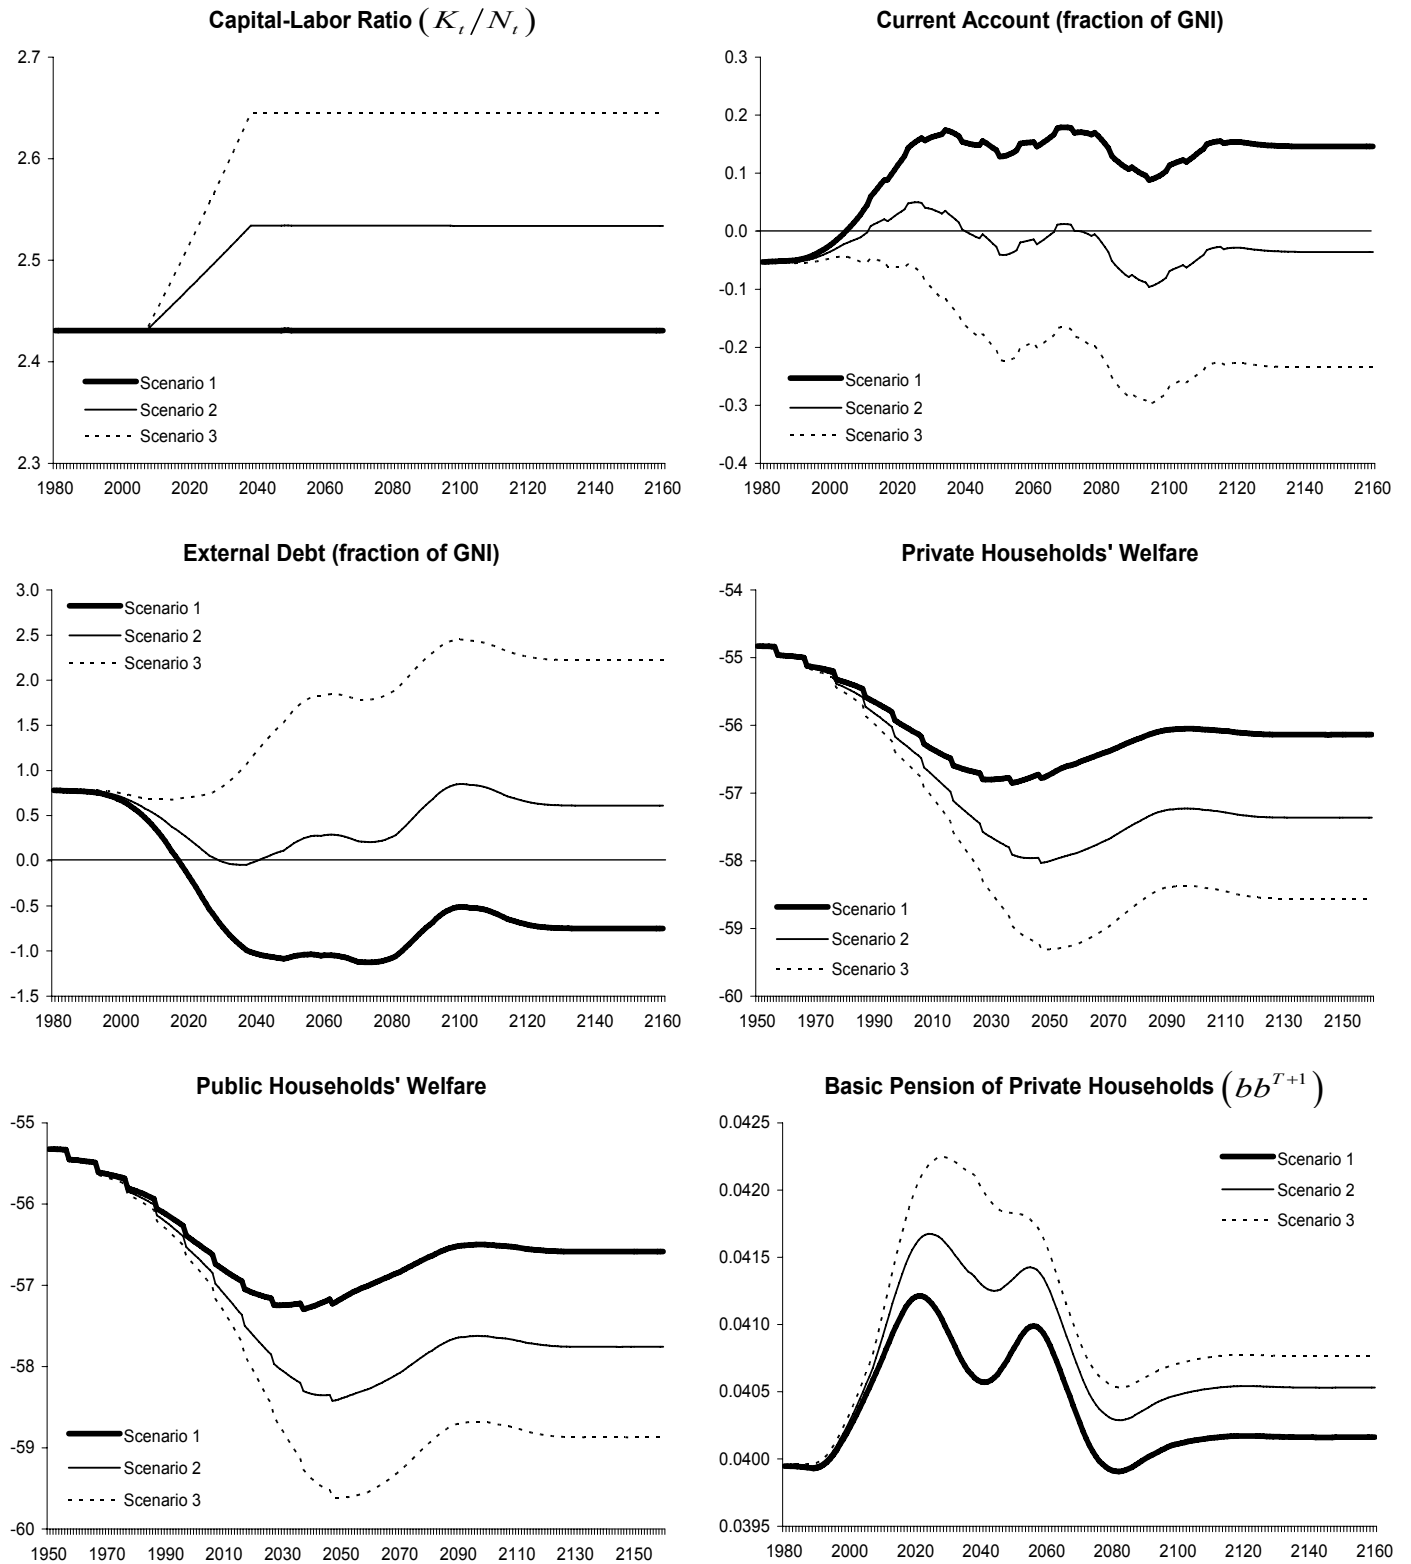 Capital-Labor Ratio (K_t/N_t)
2.7
2.6
2.5
2.4
2.3
Scenario 1
Scenario 2
Scenario 3
1980 2000 2020 2040 2060 2080 2100 2120 2140 2160
Current Account (fraction of GNI)
0.3
0.2
0.1
0.0
-0.1
-0.2
-0.3
-0.4
Scenario 1
Scenario 2
Scenario 3
1980 2000 2020 2040 2060 2080 2100 2120 2140 2160
External Debt (fraction of GNI)
3.0
2.5
2.0
1.5
1.0
0.5
0.0
-0.5
-1.0
-1.5
Scenario 1
Scenario 2
Scenario 3
1980 2000 2020 2040 2060 2080 2100 2120 2140 2160
Private Households' Welfare
-54
-55
-56
-57
-58
-59
-60
Scenario 1
Scenario 2
Scenario 3
1950 1970 1990 2010 2030 2050 2070 2090 2110 2130 2150
Public Households' Welfare
-55
-56
-57
-58
-59
-60
Scenario 1
Scenario 2
Scenario 3
1950 1970 1990 2010 2030 2050 2070 2090 2110 2130 2150
Basic Pension of Private Households (bb^{T+1})
0.0425
0.0420
0.0415
0.0410
0.0405
0.0400
0.0395
Scenario 1
Scenario 2
Scenario 3
1980 2000 2020 2040 2060 2080 2100 2120 2140 2160